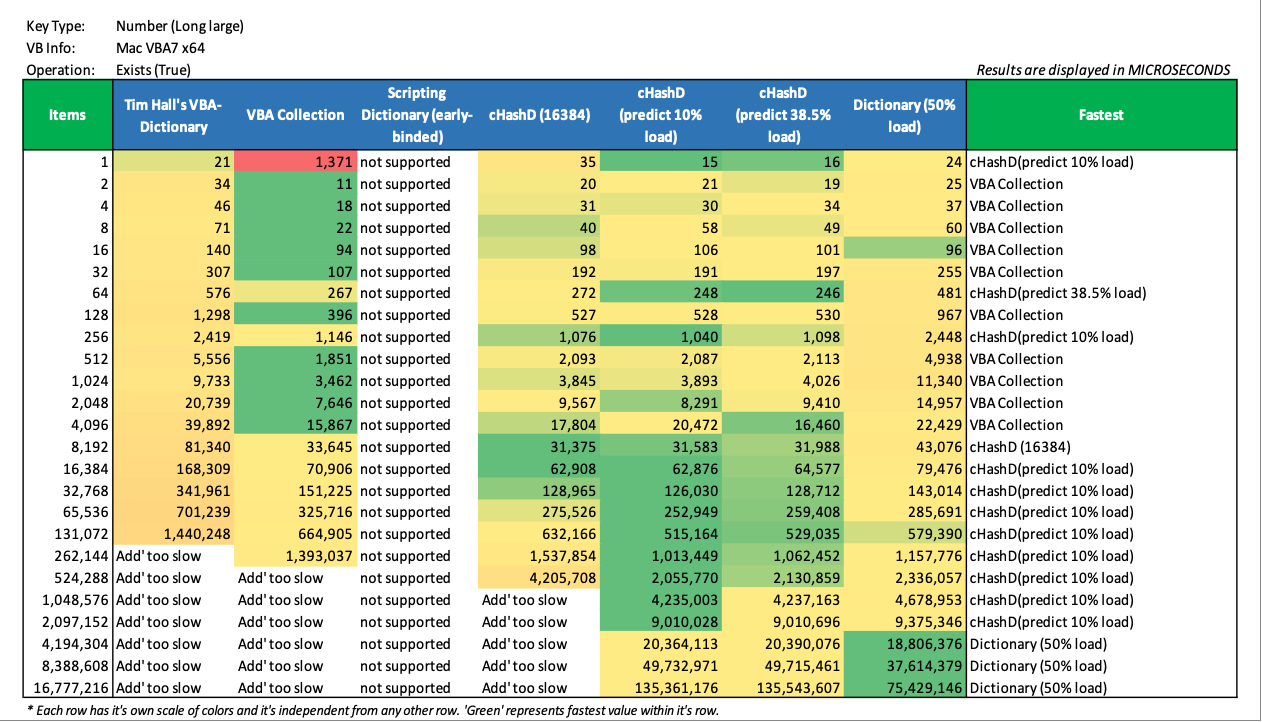 Key Type: Number (Long large)
VB Info: Mac VBA7 x64
Operation: Exists (True) Results are displayed in MICROSECONDS
Items Tim Hall's VBA-Dictionary VBA Collection Scripting Dictionary (early-binded) cHashD (16384) cHashD (predict 10% load) cHashD (predict 38.5% load) Dictionary (50% load) Fastest
1 21 1,371 not supported 35 15 16 24 cHashD(predict 10% load)
2 34 11 not supported 20 21 19 25 VBA Collection
4 46 18 not supported 31 30 34 37 VBA Collection
8 71 22 not supported 40 58 49 60 VBA Collection
16 140 94 not supported 98 106 101 96 VBA Collection
32 307 107 not supported 192 191 197 255 VBA Collection
64 576 267 not supported 272 248 246 481 cHashD(predict 38.5% load)
128 1,298 396 not supported 527 528 530 967 VBA Collection
256 2,419 1,146 not supported 1,076 1,040 1,098 2,448 cHashD(predict 10% load)
512 5,556 1,851 not supported 2,093 2,087 2,113 4,938 VBA Collection
1,024 9,733 3,462 not supported 3,845 3,893 4,026 11,340 VBA Collection
2,048 20,739 7,646 not supported 9,567 8,291 9,410 14,957 VBA Collection
4,096 39,892 15,867 not supported 17,804 20,472 16,460 22,429 VBA Collection
8,192 81,340 33,645 not supported 31,375 31,583 31,988 43,076 cHashD (16384)
16,384 168,309 70,906 not supported 62,908 62,876 64,577 79,476 cHashD(predict 10% load)
32,768 341,961 151,225 not supported 128,965 126,030 128,712 143,014 cHashD(predict 10% load)
65,536 701,239 325,716 not supported 275,526 252,949 259,408 285,691 cHashD(predict 10% load)
131,072 1,440,248 664,905 not supported 632,166 515,164 529,035 579,390 cHashD(predict 10% load)
262,144 Add' too slow 1,393,037 not supported 1,537,854 1,013,449 1,062,452 1,157,776 cHashD(predict 10% load)
524,288 Add' too slow Add' too slow not supported 4,205,708 2,055,770 2,130,859 2,336,057 cHashD(predict 10% load)
1,048,576 Add' too slow Add' too slow not supported Add' too slow 4,235,003 4,237,163 4,678,953 cHashD(predict 10% load)
2,097,152 Add' too slow Add' too slow not supported Add' too slow 9,010,028 9,010,696 9,375,346 cHashD(predict 10% load)
4,194,304 Add' too slow Add' too slow not supported Add' too slow 20,364,113 20,390,076 18,806,376 Dictionary (50% load)
8,388,608 Add' too slow Add' too slow not supported Add' too slow 49,732,971 49,715,461 37,614,379 Dictionary (50% load)
16,777,216 Add' too slow Add' too slow not supported Add' too slow 135,361,176 135,543,607 75,429,146 Dictionary (50% load)
* Each row has it's own scale of colors and it's independent from any other row. 'Green' represents fastest value within it's row.